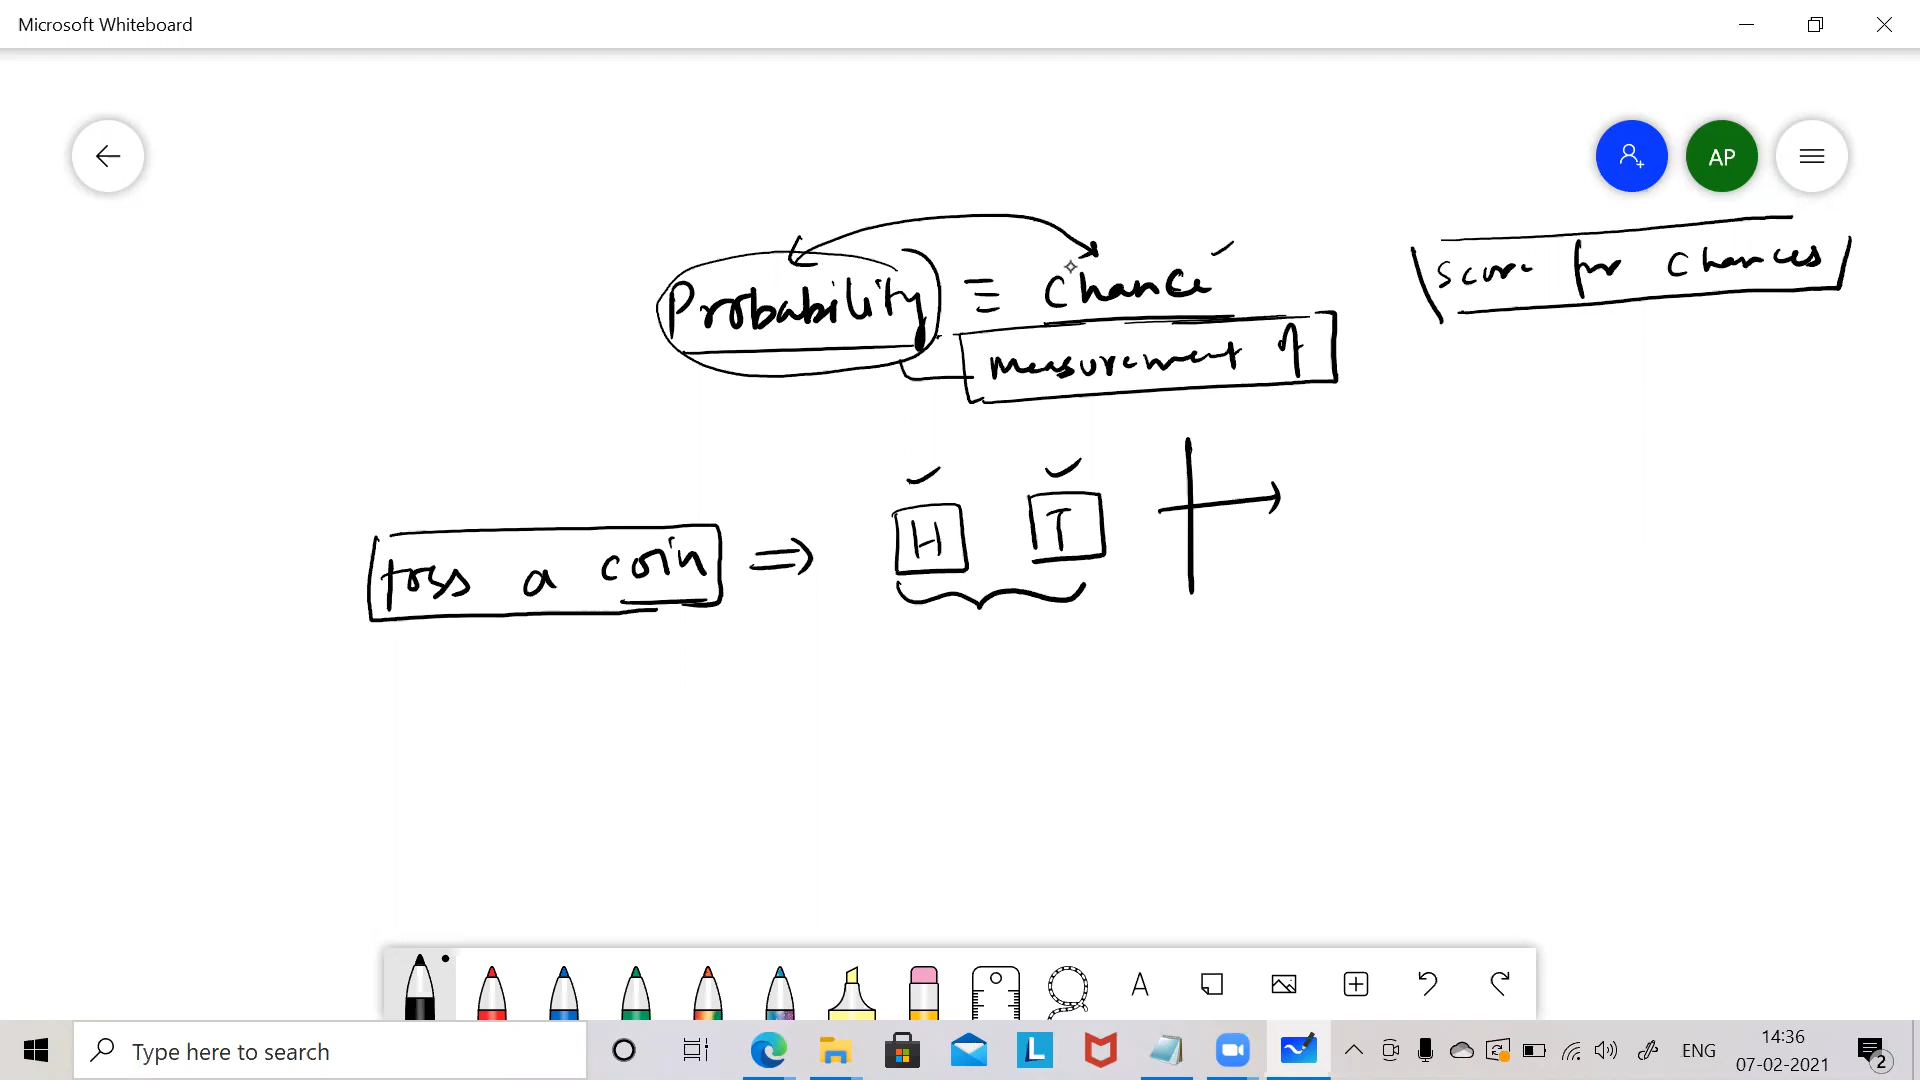 Microsoft Whiteboard
AP
Probability ≡ Chance
Score for Chances
measurement of
toss a coin ⇒ H T
A
Type here to search
L
ENG
14:36
07-02-2021
2